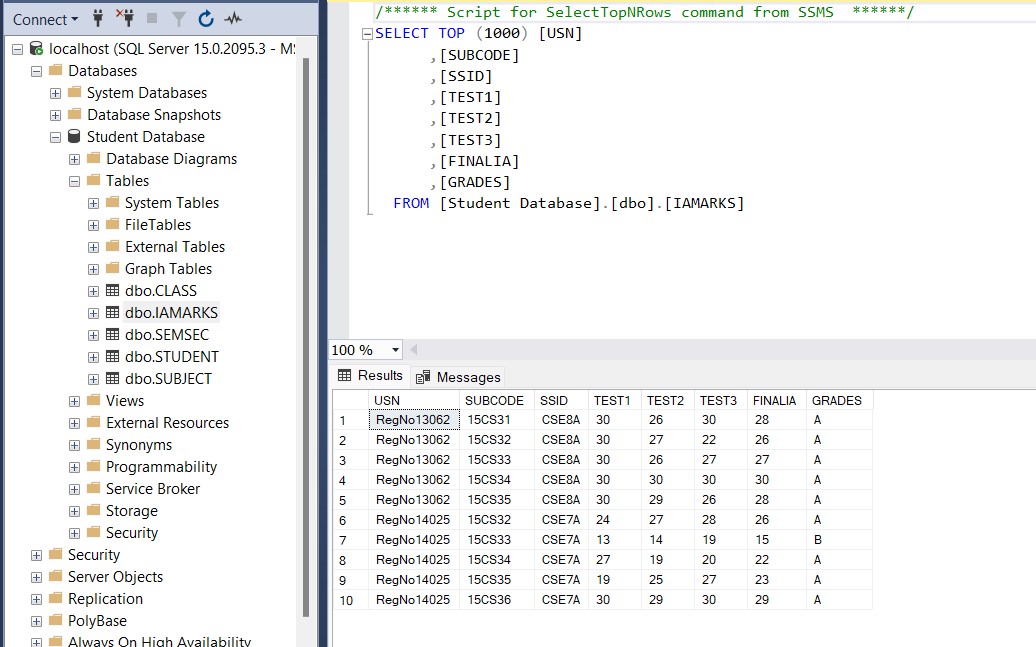 Connect
localhost (SQL Server 15.0.2095.3 - MS
Databases
System Databases
Database Snapshots
Student Database
Database Diagrams
Tables
System Tables
FileTables
External Tables
Graph Tables
dbo.CLASS
dbo.IAMARKS
dbo.SEMSEC
dbo.STUDENT
dbo.SUBJECT
Views
External Resources
Synonyms
Programmability
Service Broker
Storage
Security
Security
Server Objects
Replication
PolyBase
Always On High Availability
/****** Script for SelectTopNRows command from SSMS  ******/
SELECT TOP (1000) [USN]
,[SUBCODE]
,[SSID]
,[TEST1]
,[TEST2]
,[TEST3]
,[FINALIA]
,[GRADES]
FROM [Student Database].[dbo].[IAMARKS]
100 %
Results Messages
USN SUBCODE SSID TEST1 TEST2 TEST3 FINALIA GRADES
1 RegNo13062 15CS31 CSE8A 30 26 30 28 A
2 RegNo13062 15CS32 CSE8A 30 27 22 26 A
3 RegNo13062 15CS33 CSE8A 30 26 27 27 A
4 RegNo13062 15CS34 CSE8A 30 30 30 30 A
5 RegNo13062 15CS35 CSE8A 30 29 26 28 A
6 RegNo14025 15CS32 CSE7A 24 27 28 26 A
7 RegNo14025 15CS33 CSE7A 13 14 19 15 B
8 RegNo14025 15CS34 CSE7A 27 19 20 22 A
9 RegNo14025 15CS35 CSE7A 19 25 27 23 A
10 RegNo14025 15CS36 CSE7A 30 29 30 29 A